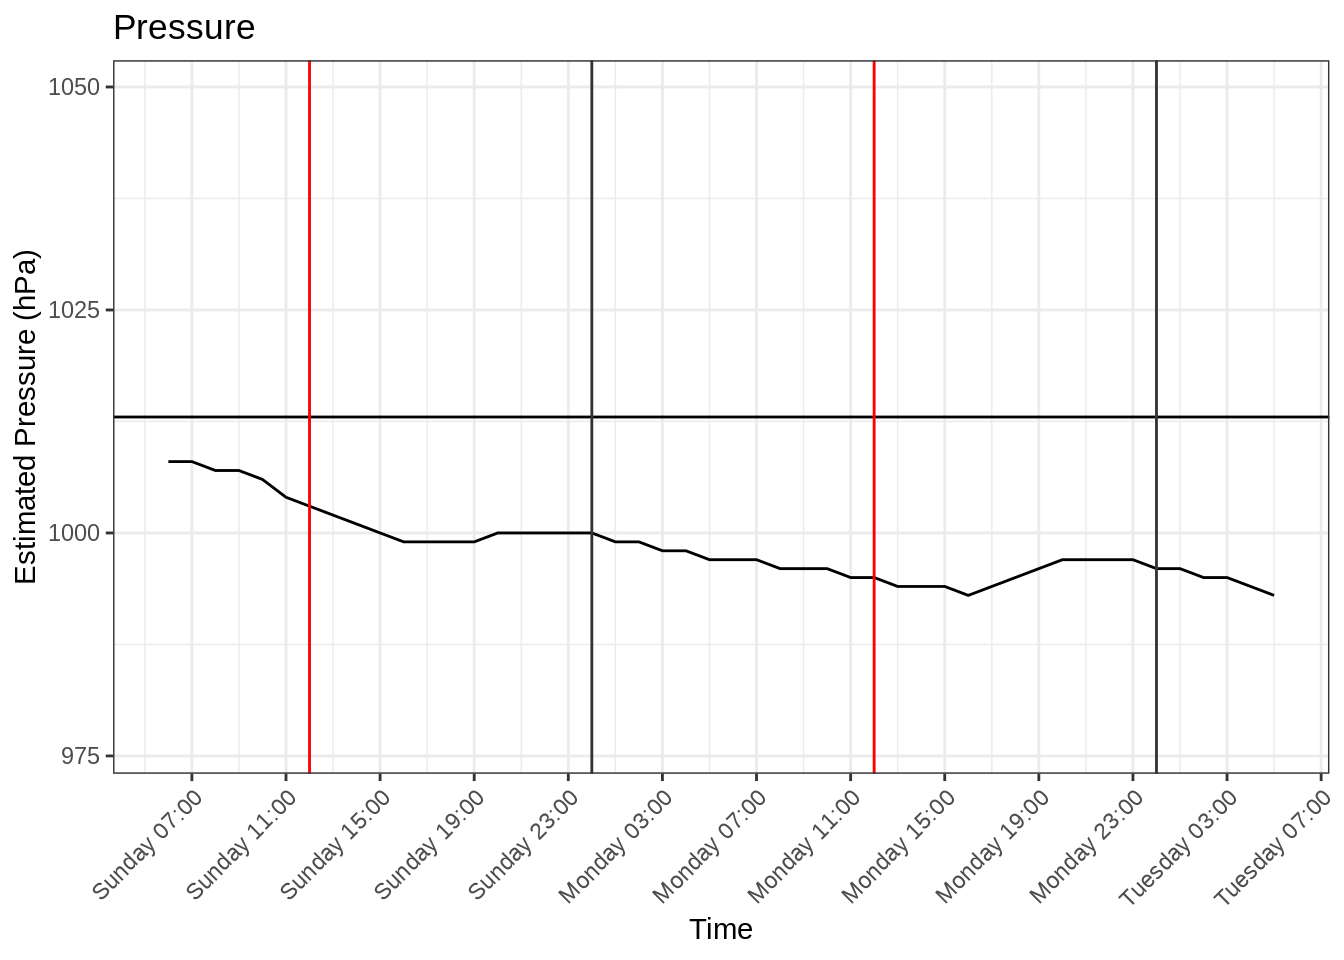 Pressure
Estimated Pressure (hPa)
1050
1025
1000
975
Sunday 07:00
Sunday 11:00
Sunday 15:00
Sunday 19:00
Sunday 23:00
Monday 03:00
Monday 07:00
Monday 11:00
Monday 15:00
Monday 19:00
Monday 23:00
Tuesday 03:00
Tuesday 07:00
Time